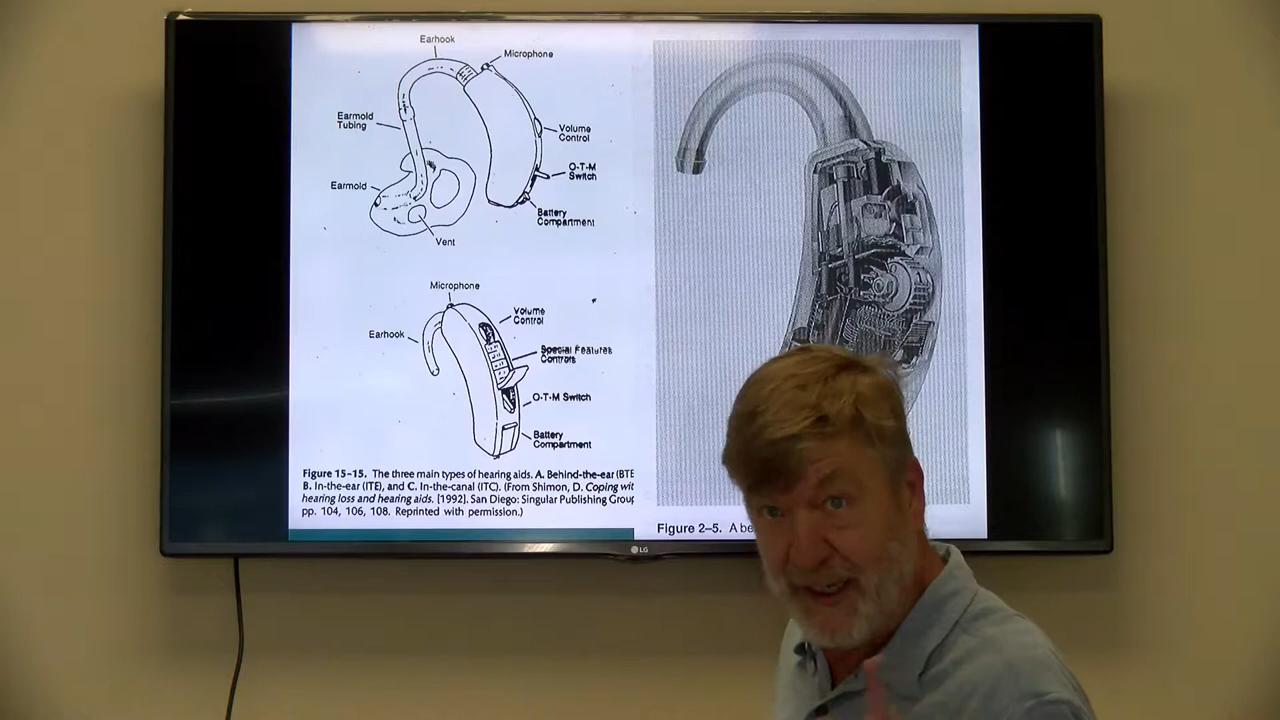 Earhook
Microphone
Earmold
Tubing
Volume
Control
O-T-M
Switch
Earmold
Battery
Compartment
Vent
Microphone
Volume
Control
Earhook
Special Features
Controls
O-T-M Switch
Battery
Compartment
Figure 15–15. The three main types of hearing aids. A. Behind-the-ear (BTE
B. In-the-ear (ITE), and C. In-the-canal (ITC). (From Shimon, D. Coping wit
hearing loss and hearing aids. [1992]. San Diego: Singular Publishing Group
pp. 104, 106, 108. Reprinted with permission.)
Figure 2–5. A be
LG